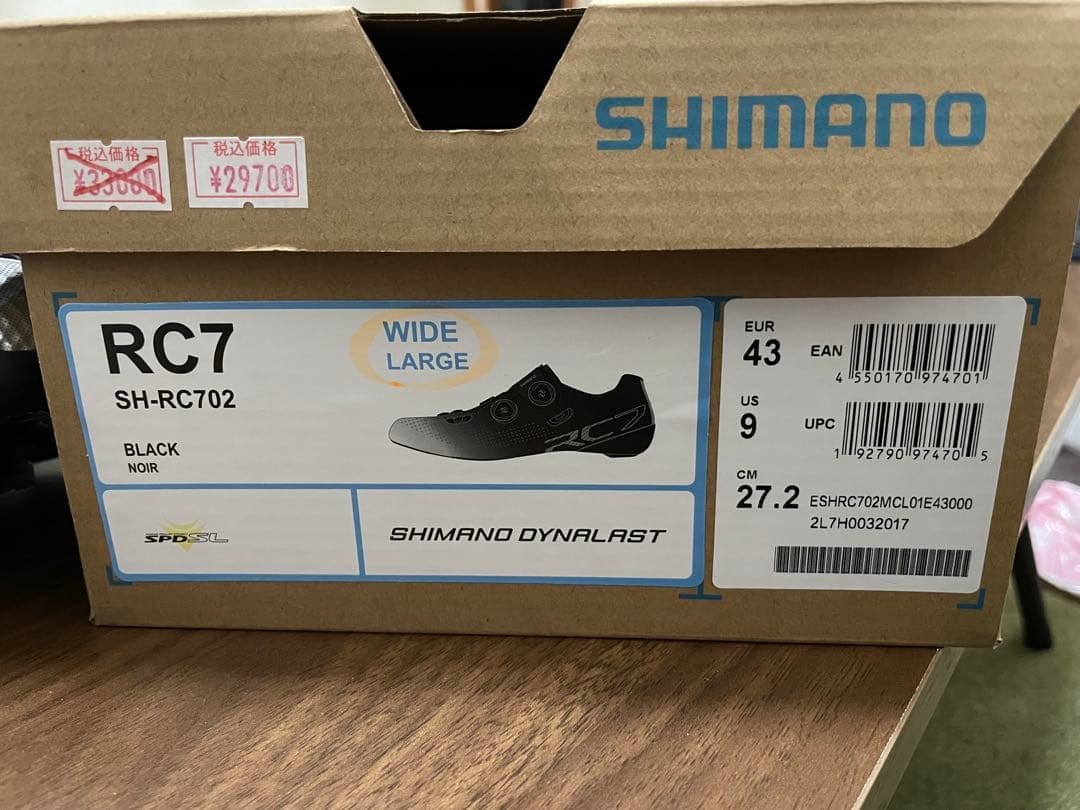 SHIMANO
税込価格
¥33000
税込価格
¥29700
RC7
SH-RC702
BLACK
NOIR
WIDE
LARGE
RC7
SPD-SL
SHIMANO DYNALAST
EUR
43
EAN
4 550170 974701
US
9
UPC
1 92790 97470 5
CM
27.2
ESHRC702MCL01E43000
2L7H0032017